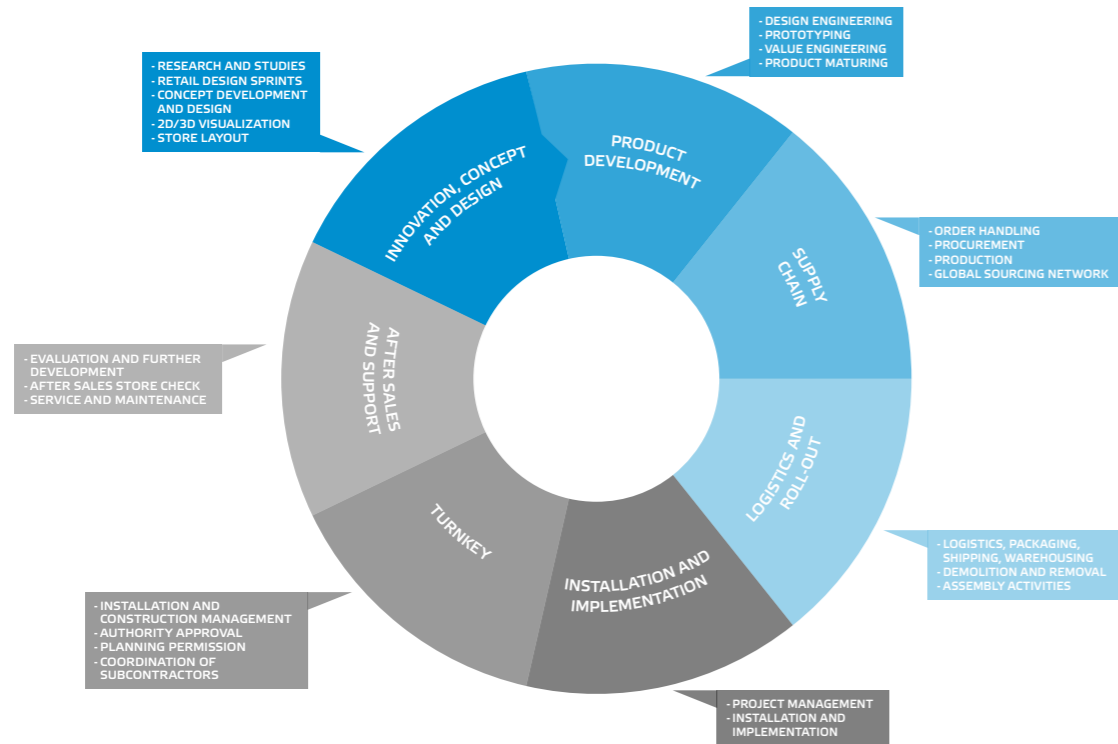 - RESEARCH AND STUDIES
- RETAIL DESIGN SPRINTS
- CONCEPT DEVELOPMENT
AND DESIGN
- 2D/3D VISUALIZATION
- STORE LAYOUT
INNOVATION, CONCEPT
AND DESIGN
- DESIGN ENGINEERING
- PROTOTYPING
- VALUE ENGINEERING
- PRODUCT MATURING
PRODUCT
DEVELOPMENT
- ORDER HANDLING
- PROCUREMENT
- PRODUCTION
- GLOBAL SOURCING NETWORK
SUPPLY
CHAIN
- LOGISTICS, PACKAGING,
SHIPPING, WAREHOUSING
- DEMOLITION AND REMOVAL
- ASSEMBLY ACTIVITIES
LOGISTICS AND
ROLL-OUT
- PROJECT MANAGEMENT
- INSTALLATION AND
IMPLEMENTATION
INSTALLATION AND
IMPLEMENTATION
- INSTALLATION AND
CONSTRUCTION MANAGEMENT
- AUTHORITY APPROVAL
- PLANNING PERMISSION
- COORDINATION OF
SUBCONTRACTORS
TURNKEY
- EVALUATION AND FURTHER
DEVELOPMENT
- AFTER SALES STORE CHECK
- SERVICE AND MAINTENANCE
AFTER SALES
AND SUPPORT